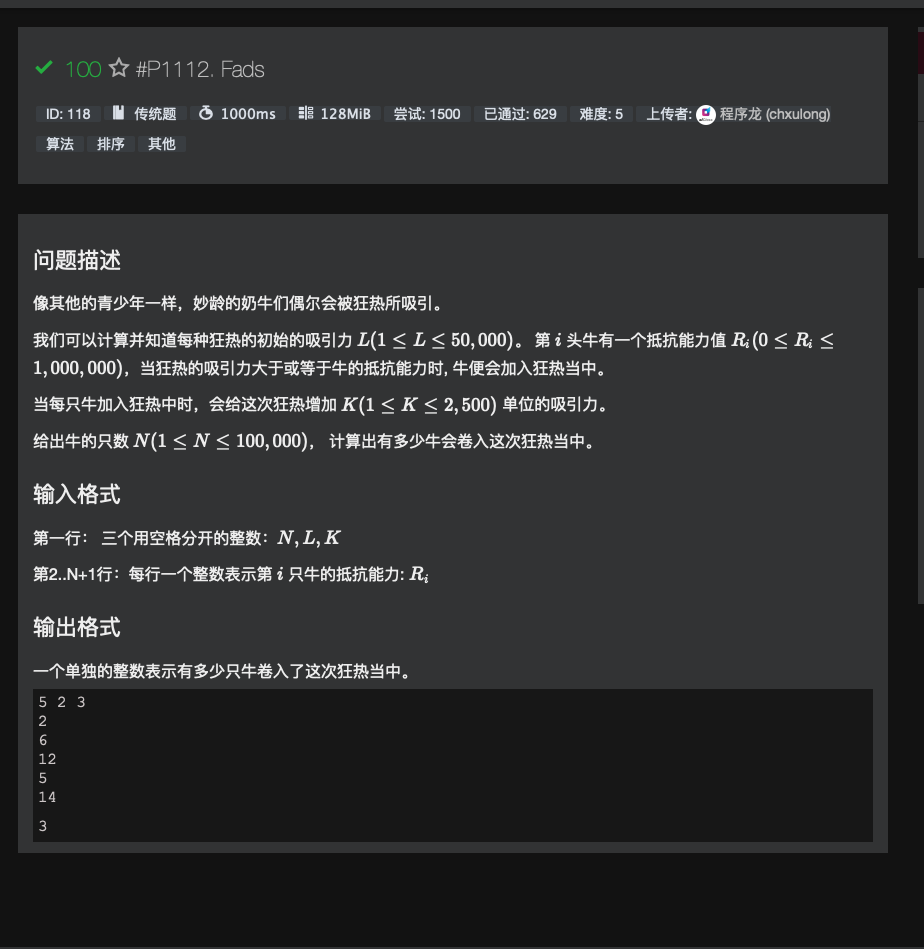 100 #P1112. Fads
ID: 118 传统题 1000ms 128MiB 尝试: 1500 已通过: 629 难度: 5 上传者: 程序龙 (chxulong)
算法 排序 其他
问题描述
像其他的青少年一样，妙龄的奶牛们偶尔会被狂热所吸引。
我们可以计算并知道每种狂热的初始的吸引力 L(1 ≤ L ≤ 50,000)。 第 i 头牛有一个抵抗能力值 Rᵢ(0 ≤ Rᵢ ≤
1,000,000)，当狂热的吸引力大于或等于牛的抵抗能力时, 牛便会加入狂热当中。
当每只牛加入狂热中时，会给这次狂热增加 K(1 ≤ K ≤ 2,500) 单位的吸引力。
给出牛的只数 N(1 ≤ N ≤ 100,000)， 计算出有多少牛会卷入这次狂热当中。
输入格式
第一行： 三个用空格分开的整数：N, L, K
第2..N+1行：每行一个整数表示第 i 只牛的抵抗能力: Rᵢ
输出格式
一个单独的整数表示有多少只牛卷入了这次狂热当中。
5 2 3
2
6
12
5
14
3